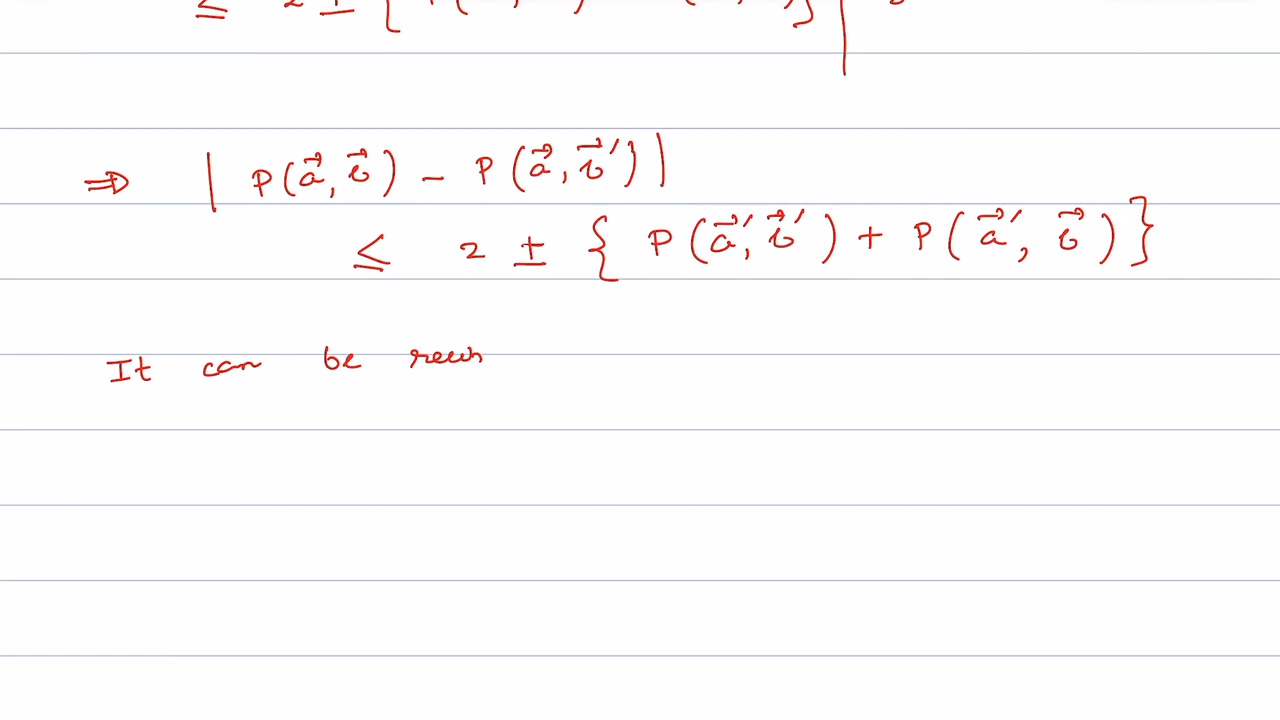 ⇒ | P(a⃗, b⃗) − P(a⃗, b⃗′) |
≤ 2 ± { P(a⃗′, b⃗′) + P(a⃗′, b⃗) }
It can be